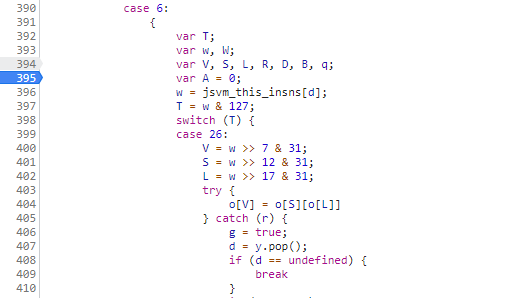 390 case 6:
391 {
392 var T;
393 var w, W;
394 var V, S, L, R, D, B, q;
395 var A = 0;
396 w = jsvm_this_insns[d];
397 T = w & 127;
398 switch (T) {
399 case 26:
400 V = w >> 7 & 31;
401 S = w >> 12 & 31;
402 L = w >> 17 & 31;
403 try {
404 o[V] = o[S][o[L]]
405 } catch (r) {
406 g = true;
407 d = y.pop();
408 if (d == undefined) {
409 break
410 }